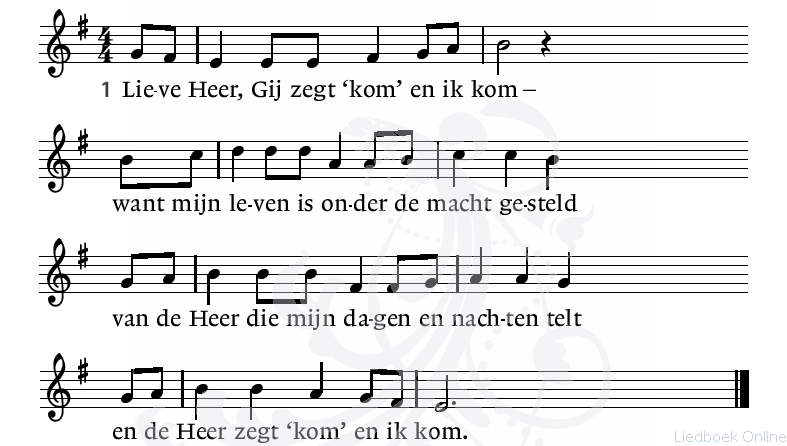 1 Lie-ve Heer, Gij zegt ‘kom’ en ik kom –
want mijn le-ven is on-der de macht ge-steld
van de Heer die mijn da-gen en nach-ten telt
en de Heer zegt ‘kom’ en ik kom.
Liedboek Online